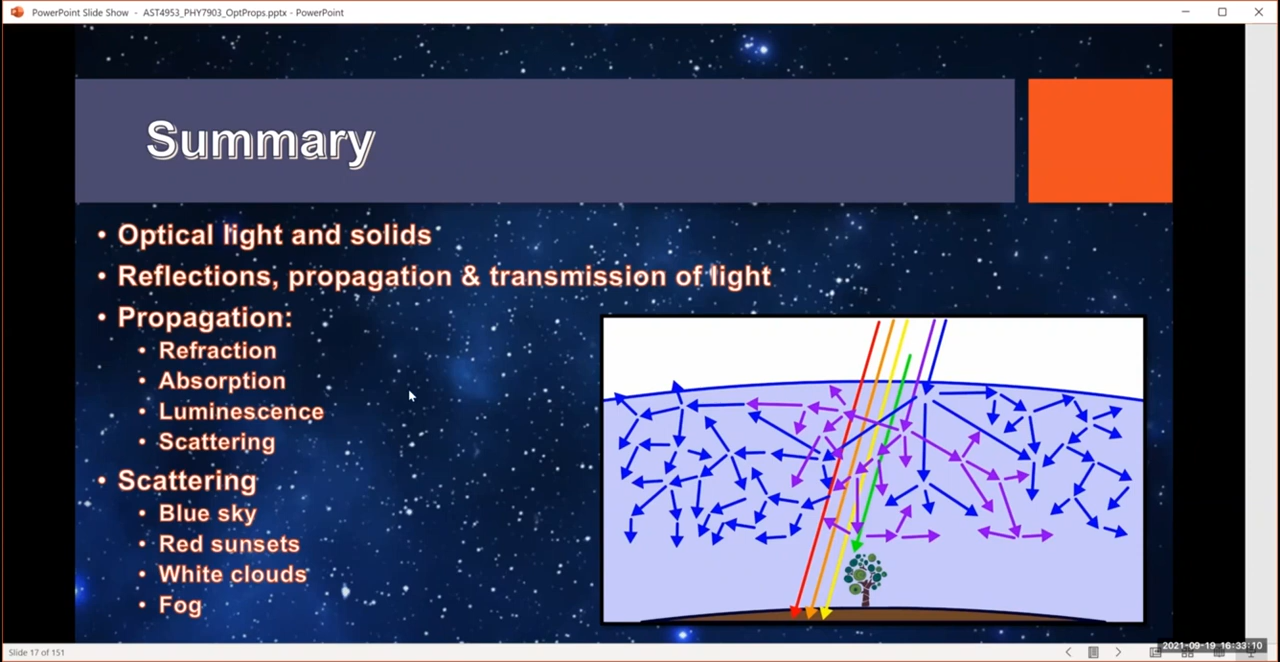 PowerPoint Slide Show - AST4953_PHY7903_OptProps.pptx - PowerPoint
Summary
• Optical light and solids
• Reflections, propagation & transmission of light
• Propagation:
• Refraction
• Absorption
• Luminescence
• Scattering
• Scattering
• Blue sky
• Red sunsets
• White clouds
• Fog
Slide 17 of 151
2021-09-19 16:33:10